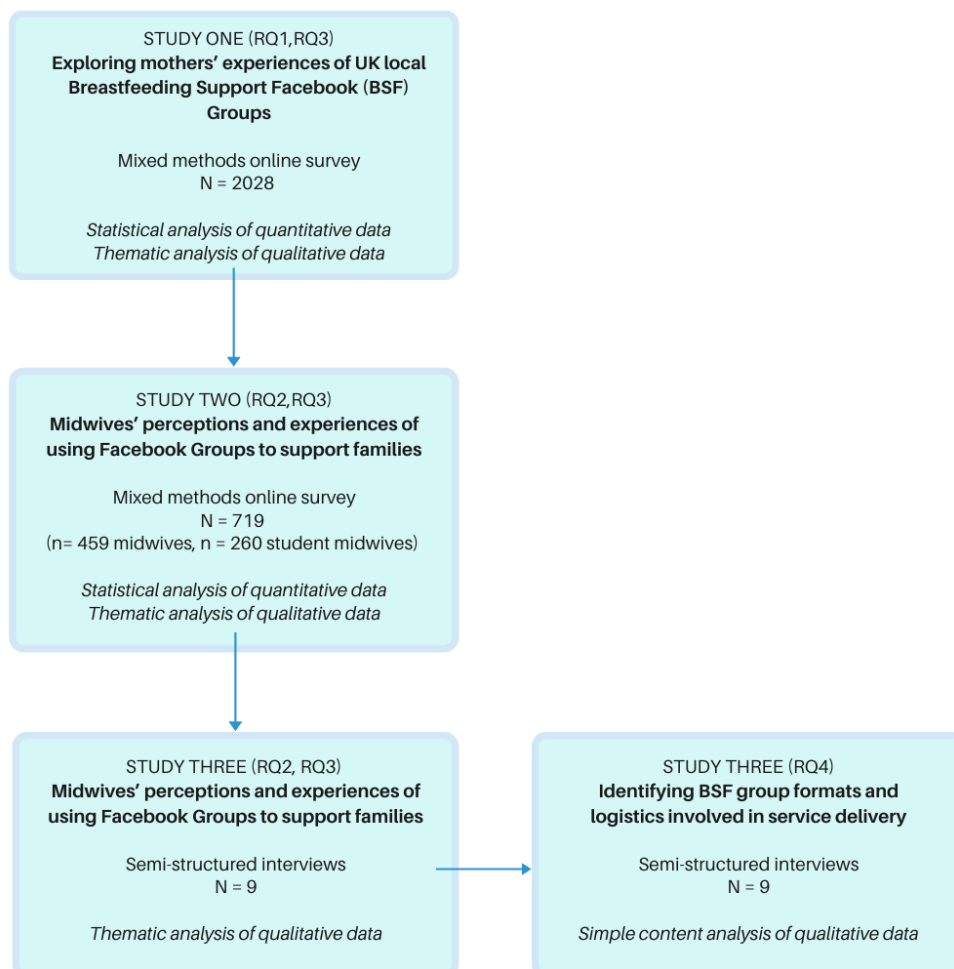 STUDY ONE (RQ1,RQ3)
Exploring mothers’ experiences of UK local
Breastfeeding Support Facebook (BSF)
Groups
Mixed methods online survey
N = 2028
Statistical analysis of quantitative data
Thematic analysis of qualitative data
STUDY TWO (RQ2,RQ3)
Midwives’ perceptions and experiences of
using Facebook Groups to support families
Mixed methods online survey
N = 719
(n= 459 midwives, n = 260 student midwives)
Statistical analysis of quantitative data
Thematic analysis of qualitative data
STUDY THREE (RQ2, RQ3)
Midwives’ perceptions and experiences of
using Facebook Groups to support families
Semi-structured interviews
N = 9
Thematic analysis of qualitative data
STUDY THREE (RQ4)
Identifying BSF group formats and
logistics involved in service delivery
Semi-structured interviews
N = 9
Simple content analysis of qualitative data